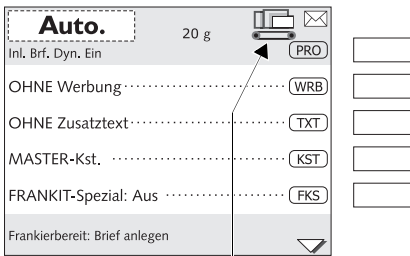 Auto. 20 g
Inl. Brf. Dyn. Ein PRO
OHNE Werbung WRB
OHNE Zusatztext TXT
MASTER-Kst. KST
FRANKIT-Spezial: Aus FKS
Frankierbereit: Brief anlegen